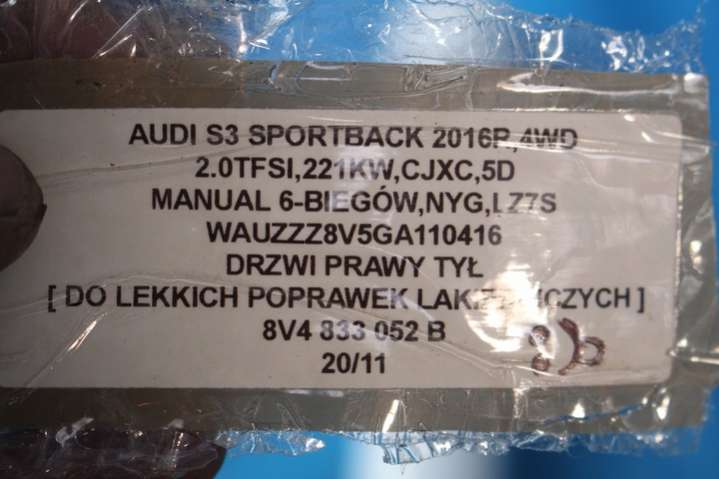 AUDI S3 SPORTBACK 2016R,4WD
2.0TFSI,221KW,CJXC,5D
MANUAL 6-BIEGÓW,NYG,LZ7S
WAUZZZ8V5GA110416
DRZWI PRAWY TYŁ
[ DO LEKKICH POPRAWEK ]
8V4 833 052 B
20/11